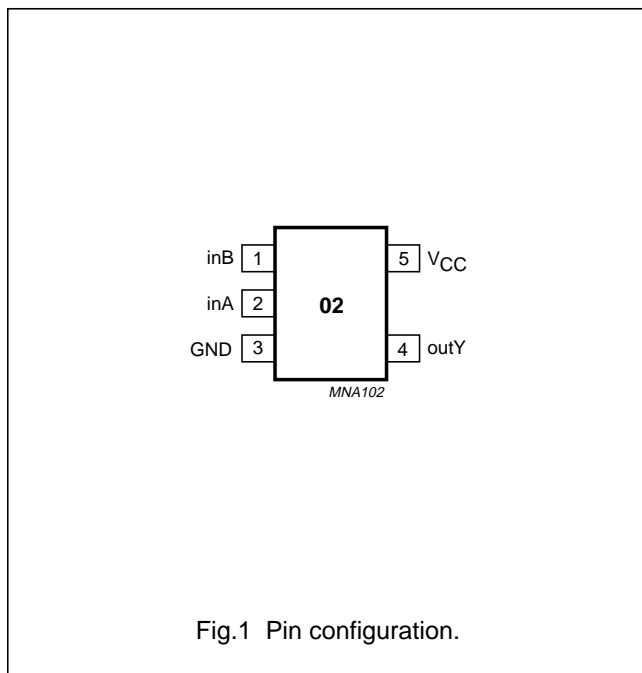 inB 1 5 VCC
inA 2 02
GND 3 4 outY
MNA102
Fig.1 Pin configuration.